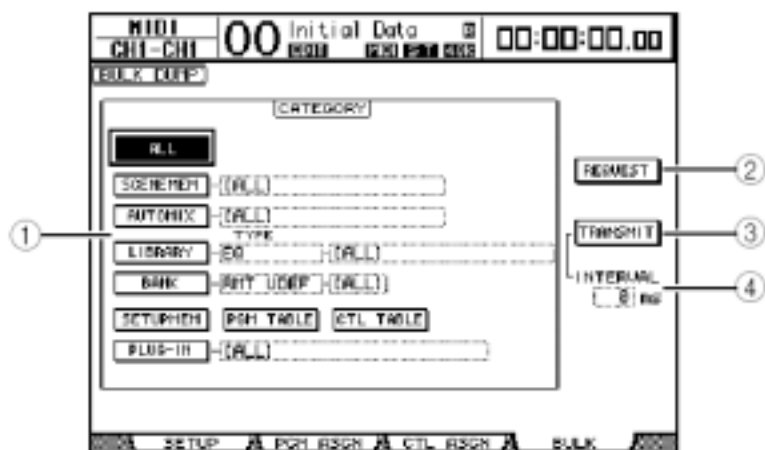 MIDI
CH1-CH1
00 Initial Data
EDIT
00:00:00.00
BULK DUMP
CATEGORY
ALL
SCENEMEM [ALL]
AUTOMIX [ALL]
TYPE
LIBRARY EQ [ALL]
BANK RMT UDEF [ALL]
SETUPMEM PGM TABLE CTL TABLE
PLUG-IN [ALL]
REQUEST
TRANSMIT
INTERVAL
0 ms
1
2
3
4
SETUP PGM ASGN CTL ASGN BULK